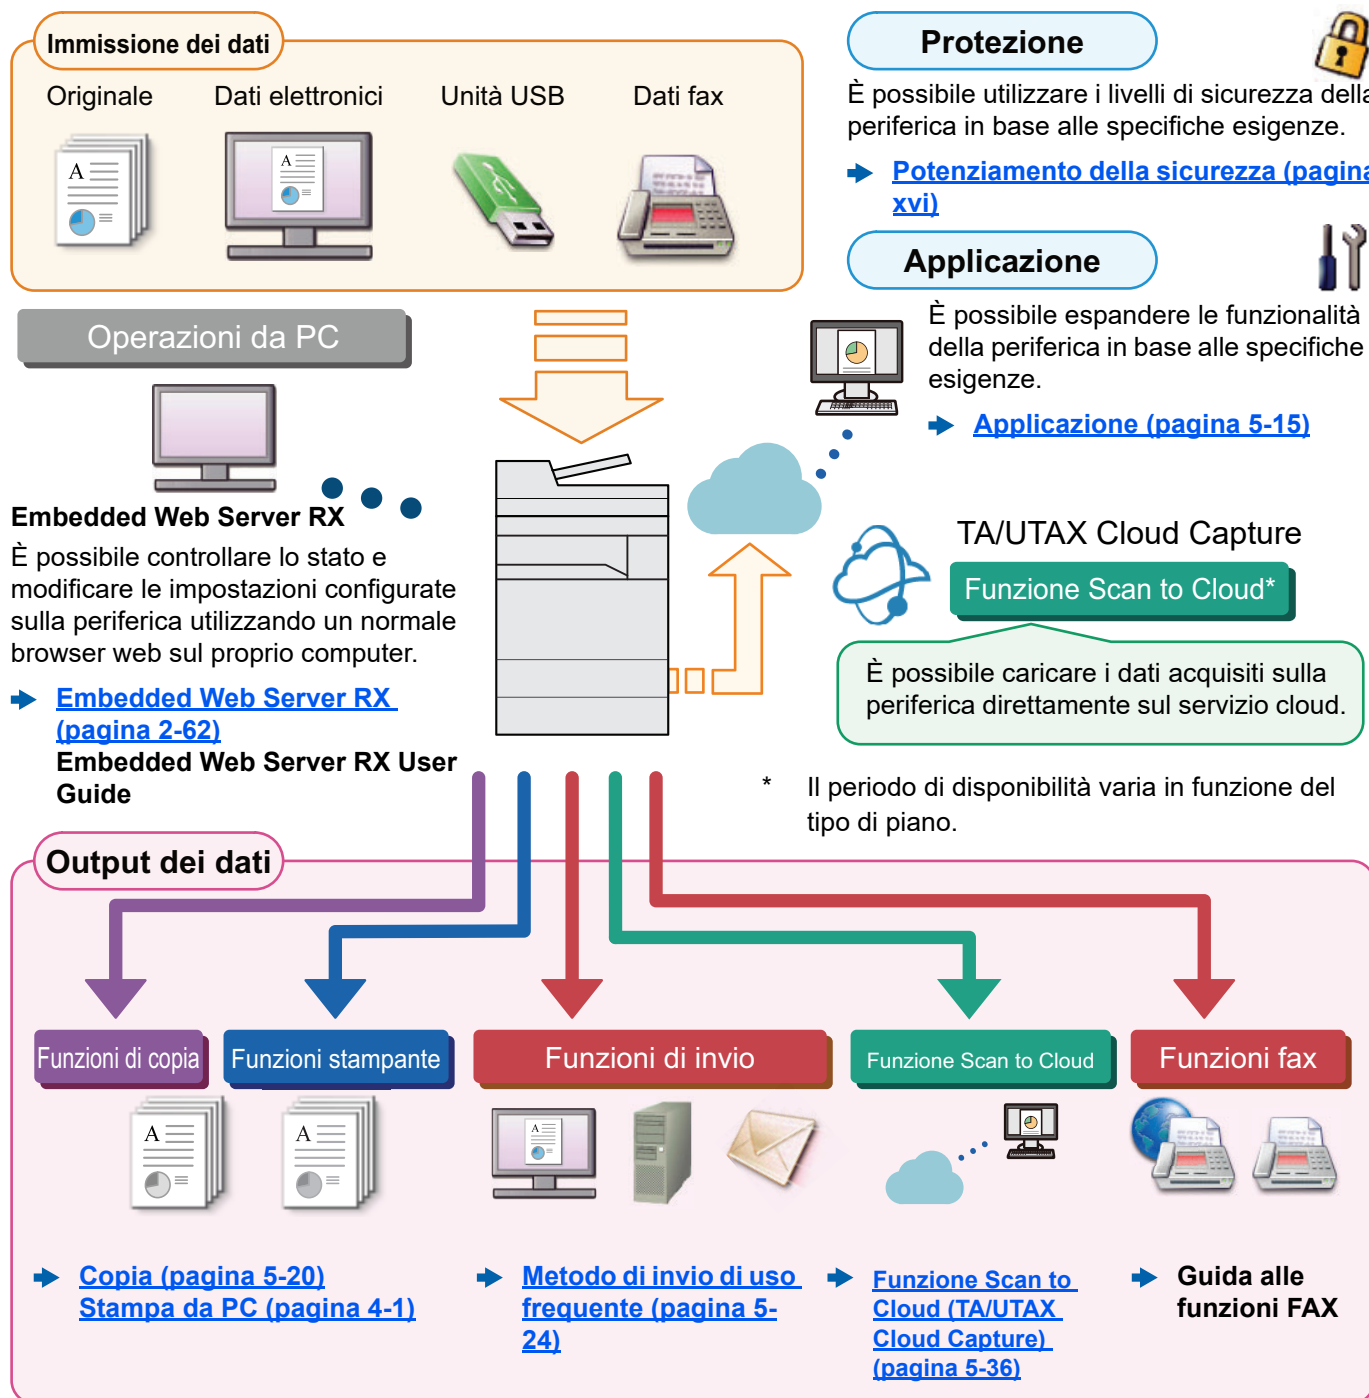 Immissione dei dati
Originale
Dati elettronici
Unità USB
Dati fax
Protezione
È possibile utilizzare i livelli di sicurezza della
periferica in base alle specifiche esigenze.
Potenziamento della sicurezza (pagina
xvi)
Applicazione
È possibile espandere le funzionalità
della periferica in base alle specifiche
esigenze.
Applicazione (pagina 5-15)
Operazioni da PC
Embedded Web Server RX
È possibile controllare lo stato e
modificare le impostazioni configurate
sulla periferica utilizzando un normale
browser web sul proprio computer.
Embedded Web Server RX
(pagina 2-62)
Embedded Web Server RX User
Guide
TA/UTAX Cloud Capture
Funzione Scan to Cloud*
È possibile caricare i dati acquisiti sulla
periferica direttamente sul servizio cloud.
* Il periodo di disponibilità varia in funzione del
tipo di piano.
Output dei dati
Funzioni di copia
Funzioni stampante
Funzioni di invio
Funzione Scan to Cloud
Funzioni fax
Copia (pagina 5-20)
Stampa da PC (pagina 4-1)
Metodo di invio di uso
frequente (pagina 5-
24)
Funzione Scan to
Cloud (TA/UTAX
Cloud Capture)
(pagina 5-36)
Guida alle
funzioni FAX